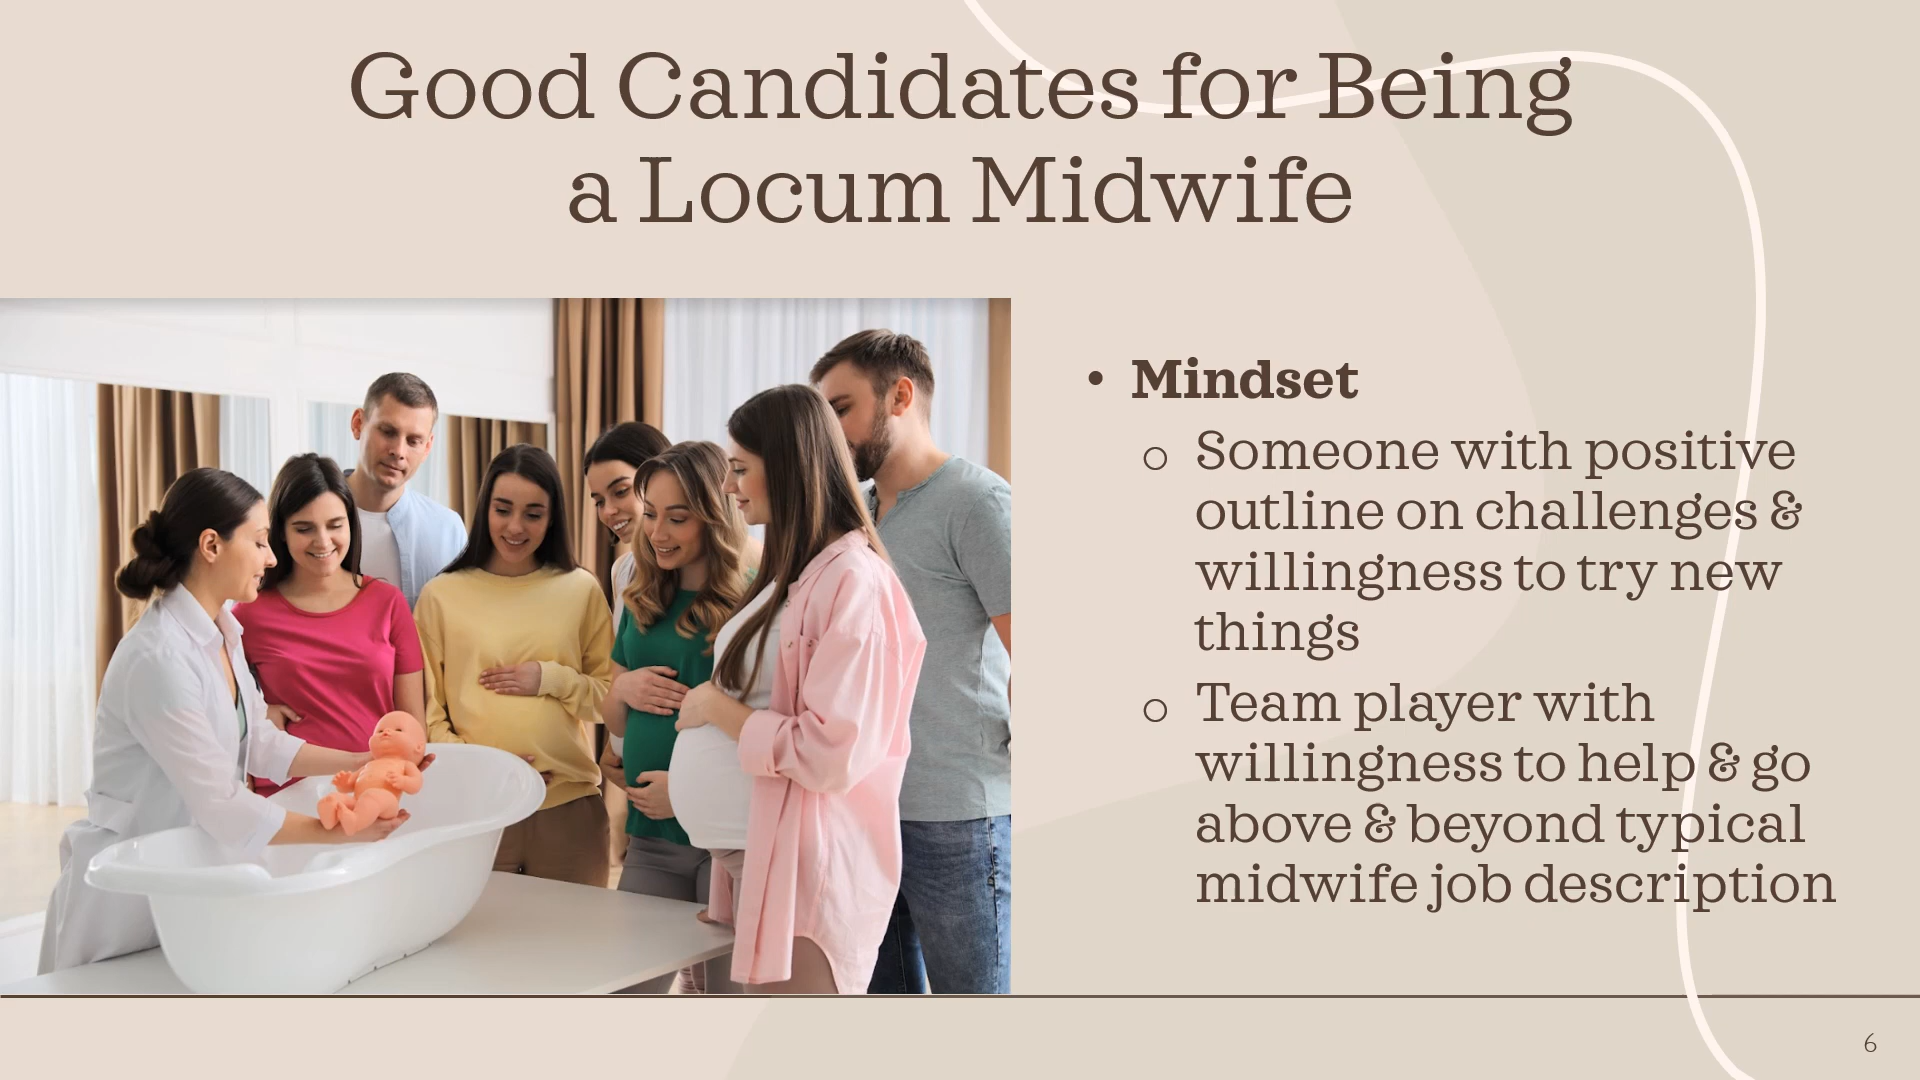 Good Candidates for Being
a Locum Midwife
• Mindset
o Someone with positive
outline on challenges &
willingness to try new
things
o Team player with
willingness to help & go
above & beyond typical
midwife job description
6